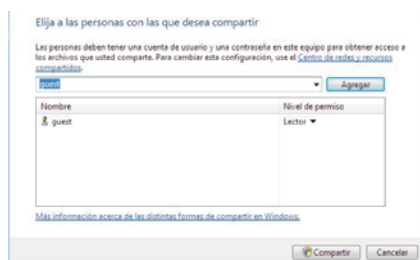 Elija a las personas con las que desea compartir
Las personas deben tener una cuenta de usuario y una contraseña en este equipo para obtener acceso a
los archivos que usted comparte. Para cambiar esta configuración, use el Centro de redes y recursos
compartidos.
guest Agregar
Nombre Nivel de permiso
guest Lector
Más información acerca de las distintas formas de compartir en Windows.
Compartir Cancelar